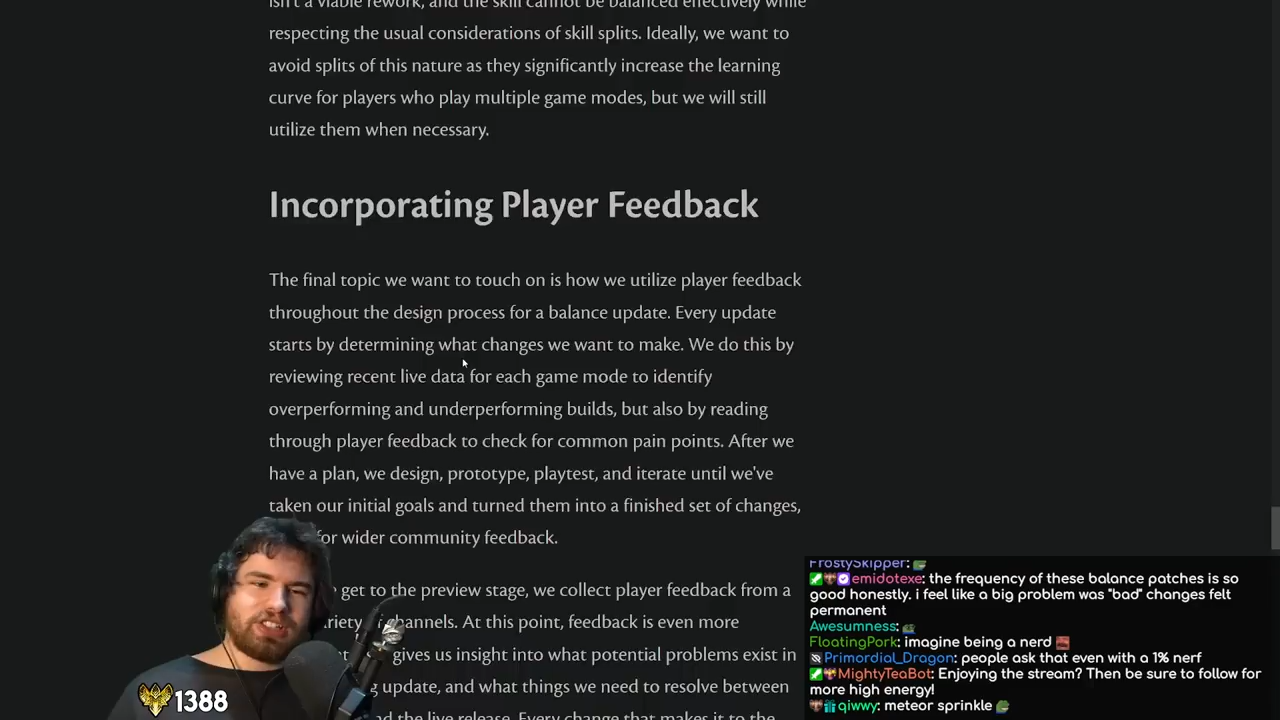 isn't a viable rework, and the skill cannot be balanced effectively while
respecting the usual considerations of skill splits. Ideally, we want to
avoid splits of this nature as they significantly increase the learning
curve for players who play multiple game modes, but we will still
utilize them when necessary.
Incorporating Player Feedback
The final topic we want to touch on is how we utilize player feedback
throughout the design process for a balance update. Every update
starts by determining what changes we want to make. We do this by
reviewing recent live data for each game mode to identify
overperforming and underperforming builds, but also by reading
through player feedback to check for common pain points. After we
have a plan, we design, prototype, playtest, and iterate until we've
taken our initial goals and turned them into a finished set of changes,
for wider community feedback.
get to the preview stage, we collect player feedback from a
channels. At this point, feedback is even more
gives us insight into what potential problems exist in
update, and what things we need to resolve between
the live release. Every change that makes it to the
1388
FrostySkipper:
emidotexe: the frequency of these balance patches is so
good honestly. i feel like a big problem was "bad" changes felt
permanent
Awesumness:
FloatingPork: imagine being a nerd
Primordial_Dragon: people ask that even with a 1% nerf
MightyTeaBot: Enjoying the stream? Then be sure to follow for
more high energy!
qiwwy: meteor sprinkle